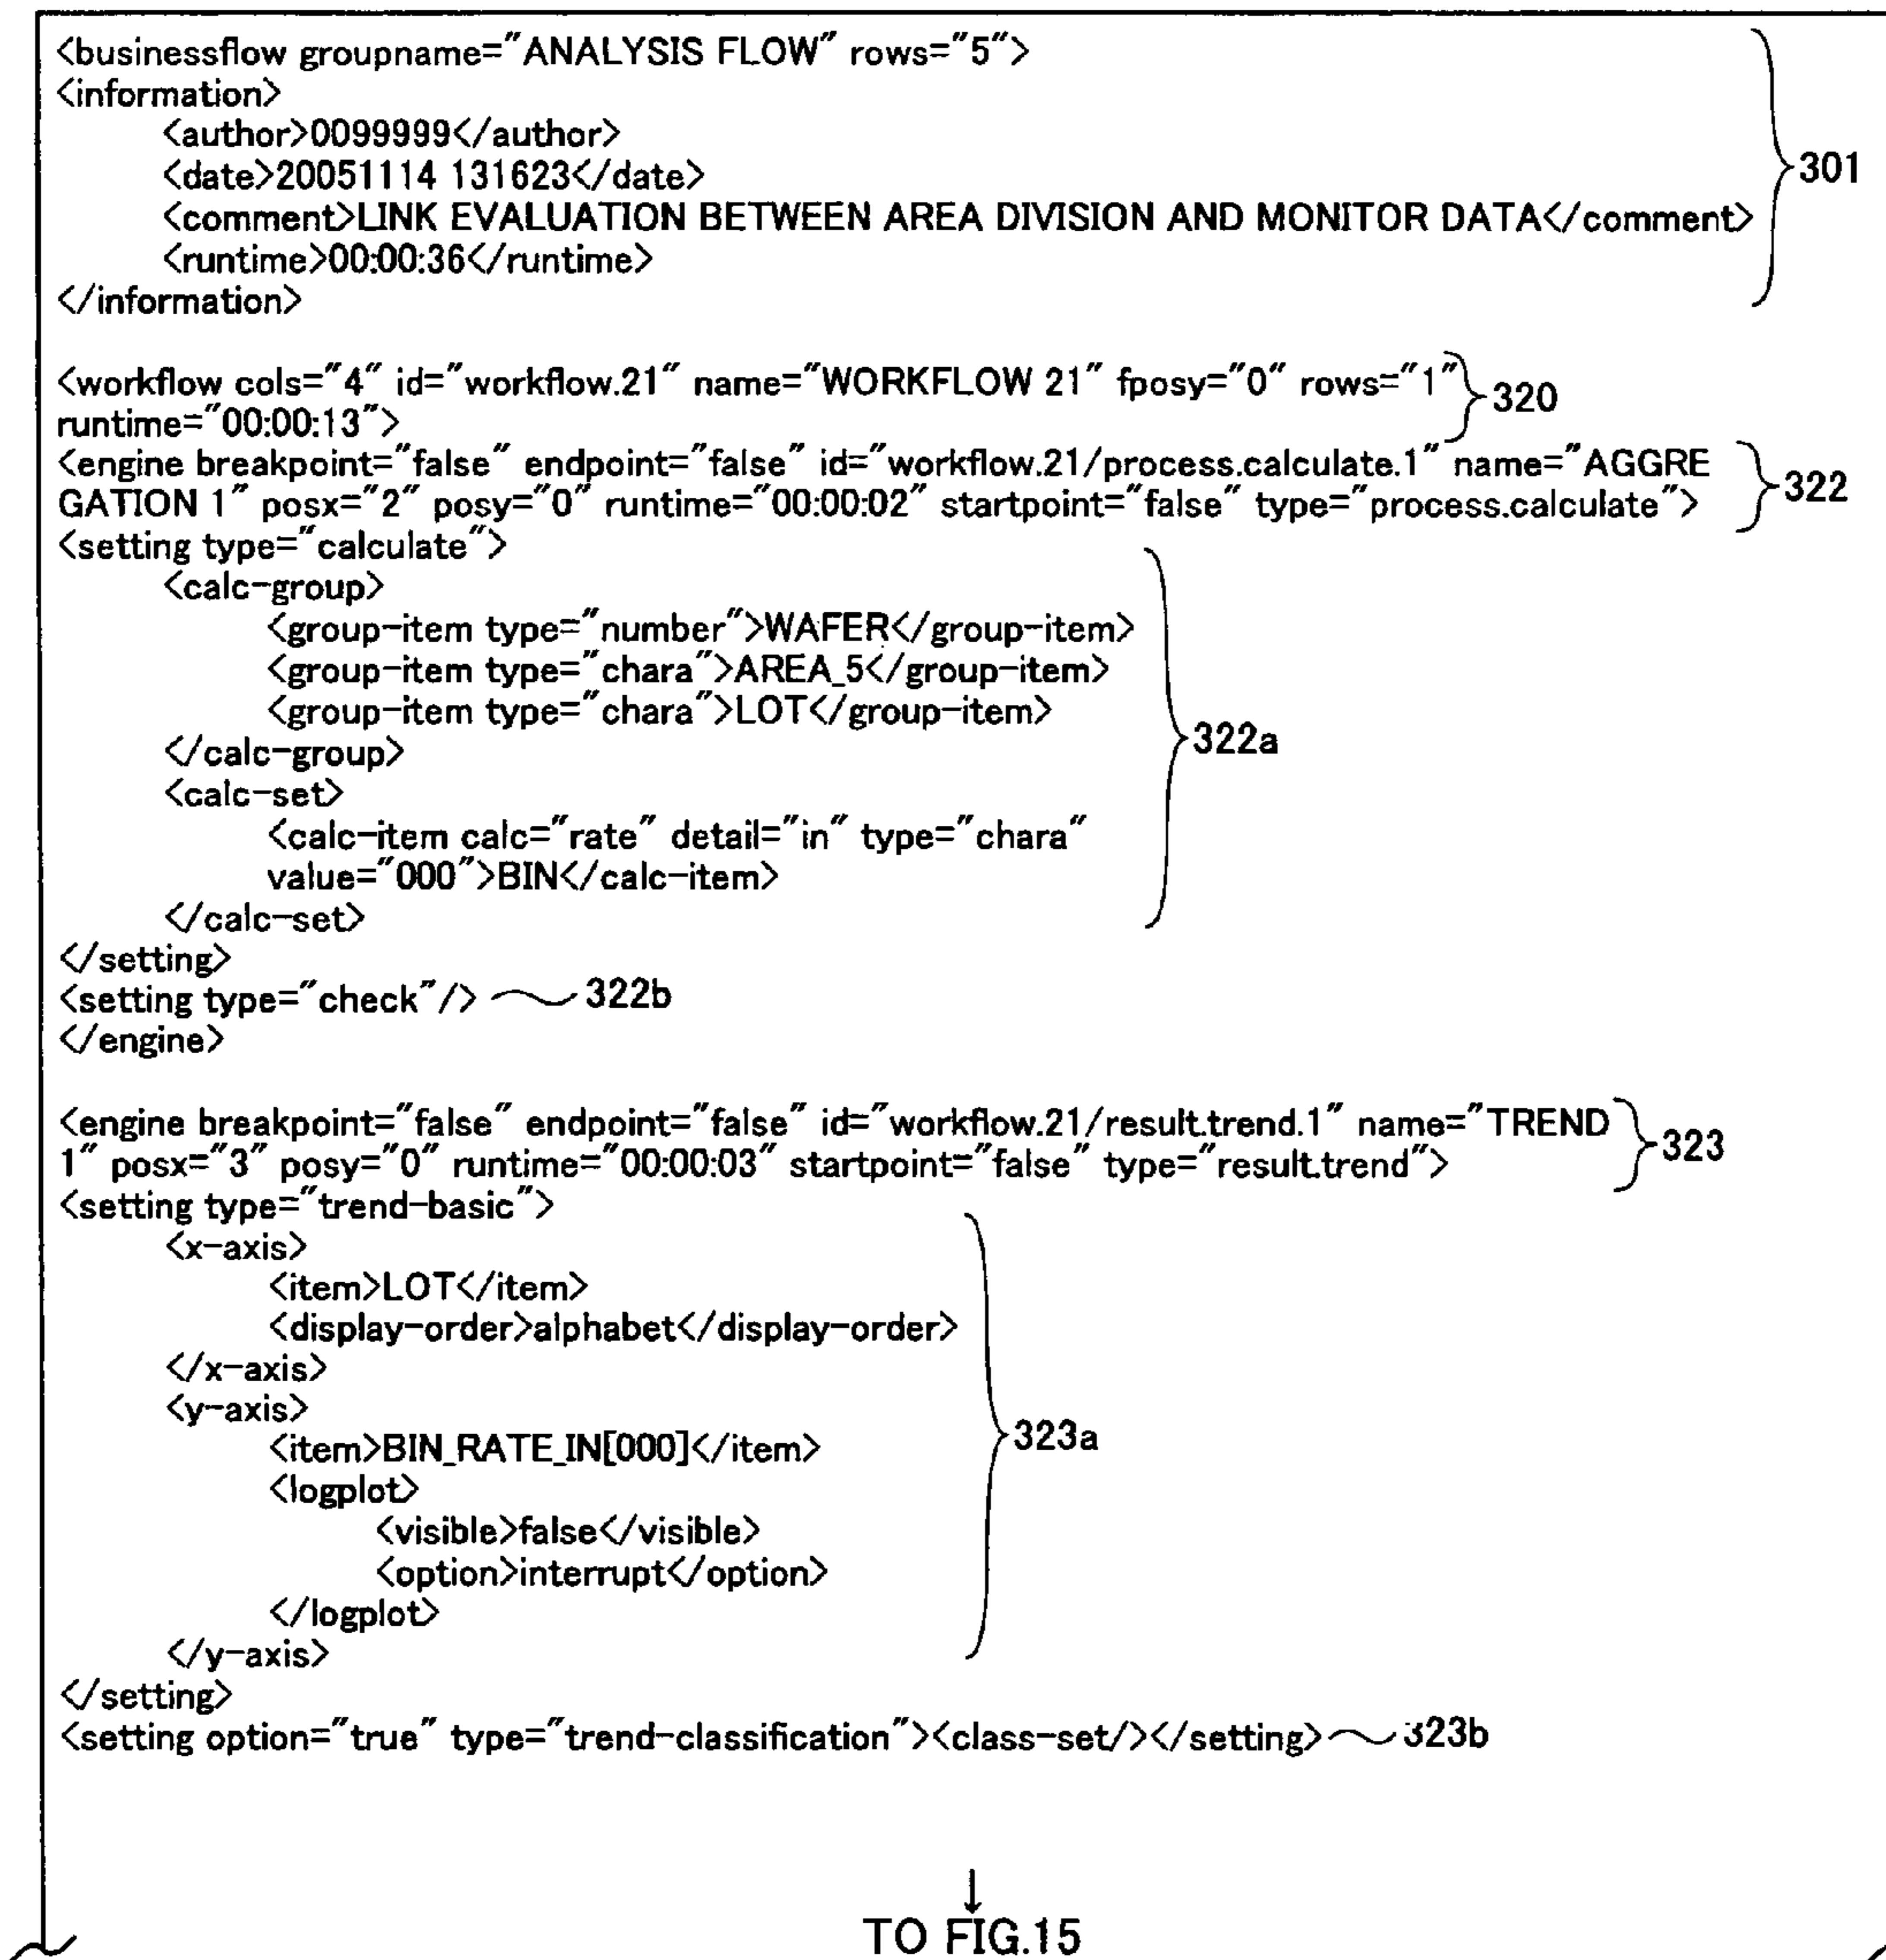 <businessflow groupname="ANALYSIS FLOW" rows="5">
<information>
<author>0099999</author>
<date>20051114 131623</date>
301
<comment>LINK EVALUATION BETWEEN AREA DIVISION AND MONITOR DATA</comment>
<runtime>00:00:36</runtime>
</information>
<workflow cols="4" id="workflow.21" name="WORKFLOW 21" fposy="0" rows="1"
320
runtime="00:00:13">
<engine breakpoint="false" endpoint="false" id="workflow.21/process.calculate.1" name="AGGRE
322
GATION 1" posx="2" posy="0" runtime="00:00:02" startpoint="false" type="process.calculate">
<setting type="calculate">
<calc-group>
<group-item type="number">WAFER</group-item>
<group-item type="chara">AREA_5</group-item>
<group-item type="chara">LOT</group-item>
</calc-group>
322a
<calc-set>
<calc-item calc="rate" detail="in" type="chara"
value="000">BIN</calc-item>
</calc-set>
</setting>
<setting type="check"/> 322b
</engine>
<engine breakpoint="false" endpoint="false" id="workflow.21/result.trend.1" name="TREND
323
1" posx="3" posy="0" runtime="00:00:03" startpoint="false" type="result.trend">
<setting type="trend-basic">
<x-axis>
<item>LOT</item>
<display-order>alphabet</display-order>
</x-axis>
<y-axis>
<item>BIN_RATE_IN[000]</item>
323a
<logplot>
<visible>false</visible>
<option>interrupt</option>
</logplot>
</y-axis>
</setting>
<setting option="true" type="trend-classification"><class-set/></setting> 323b
TO FIG.15